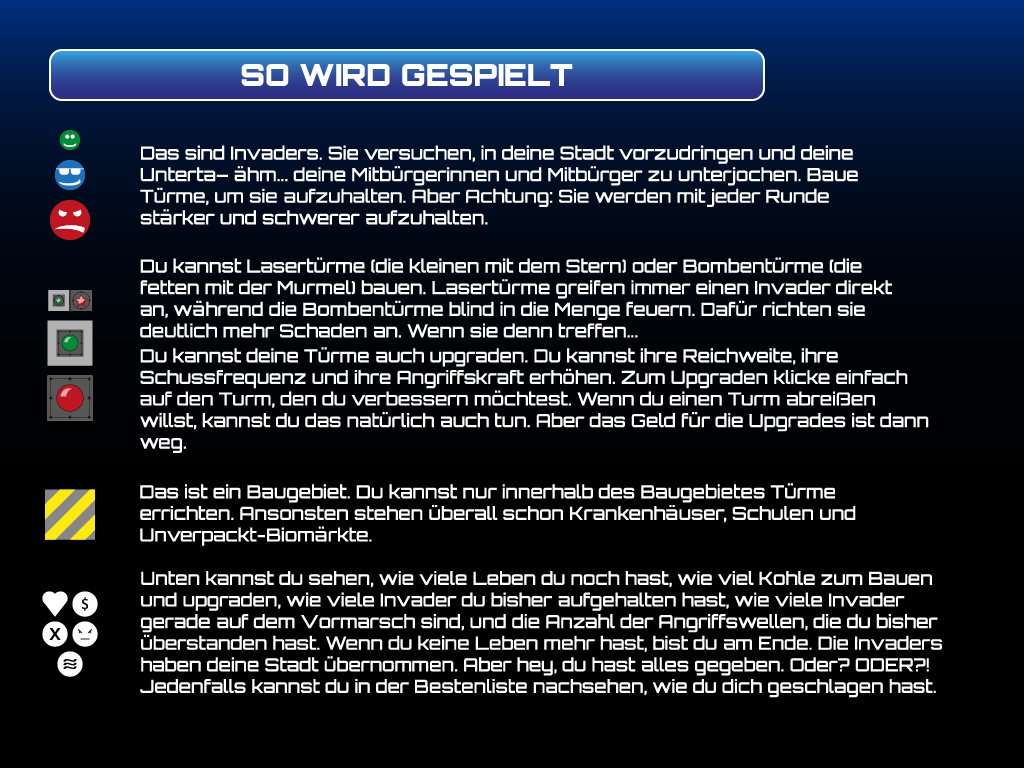 SO WIRD GESPIELT
Das sind Invaders. Sie versuchen, in deine Stadt vorzudringen und deine
Unterta– ähm... deine Mitbürgerinnen und Mitbürger zu unterjochen. Baue
Türme, um sie aufzuhalten. Aber Achtung: Sie werden mit jeder Runde
stärker und schwerer aufzuhalten.
Du kannst Lasertürme (die kleinen mit dem Stern) oder Bombentürme (die
fetten mit der Murmel) bauen. Lasertürme greifen immer einen Invader direkt
an, während die Bombentürme blind in die Menge feuern. Dafür richten sie
deutlich mehr Schaden an. Wenn sie denn treffen...
Du kannst deine Türme auch upgraden. Du kannst ihre Reichweite, ihre
Schussfrequenz und ihre Angriffskraft erhöhen. Zum Upgraden klicke einfach
auf den Turm, den du verbessern möchtest. Wenn du einen Turm abreißen
willst, kannst du das natürlich auch tun. Aber das Geld für die Upgrades ist dann
weg.
Das ist ein Baugebiet. Du kannst nur innerhalb des Baugebietes Türme
errichten. Ansonsten stehen überall schon Krankenhäuser, Schulen und
Unverpackt-Biomärkte.
$
X
Unten kannst du sehen, wie viele Leben du noch hast, wie viel Kohle zum Bauen
und upgraden, wie viele Invader du bisher aufgehalten hast, wie viele Invader
gerade auf dem Vormarsch sind, und die Anzahl der Angriffswellen, die du bisher
überstanden hast. Wenn du keine Leben mehr hast, bist du am Ende. Die Invaders
haben deine Stadt übernommen. Aber hey, du hast alles gegeben. Oder? ODER?!
Jedenfalls kannst du in der Bestenliste nachsehen, wie du dich geschlagen hast.